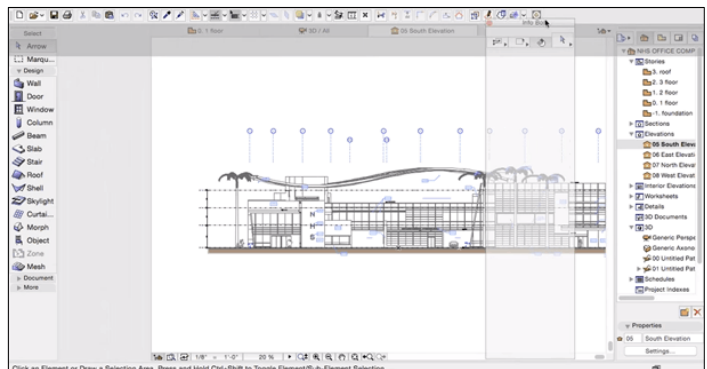 Info Box
Select
Arrow
Marqu...
Design
Wall
Door
Window
Column
Beam
Slab
Stair
Roof
Shell
Skylight
Curtai...
Morph
Object
Zone
Mesh
Document
More
0. 1 floor
3D / All
05 South Elevation
N
H
S
NHS OFFICE COMP
Stories
3. roof
2. 3 floor
1. 2 floor
0. 1 floor
-1. foundation
Sections
Elevations
05 South Eleva
06 East Elevati
07 North Elevat
08 West Elevat
Interior Elevations
Worksheets
Details
3D Documents
3D
Generic Perspe
Generic Axono
00 Untitled Pat
01 Untitled Pat
Schedules
Project Indexes
Properties
05 South Elevation
Settings...
1/8" = 1'-0" 20 %
Click an Element or Draw a Selection Area. Press and Hold Ctrl+Shift to Toggle Element/Sub-Element Selection.